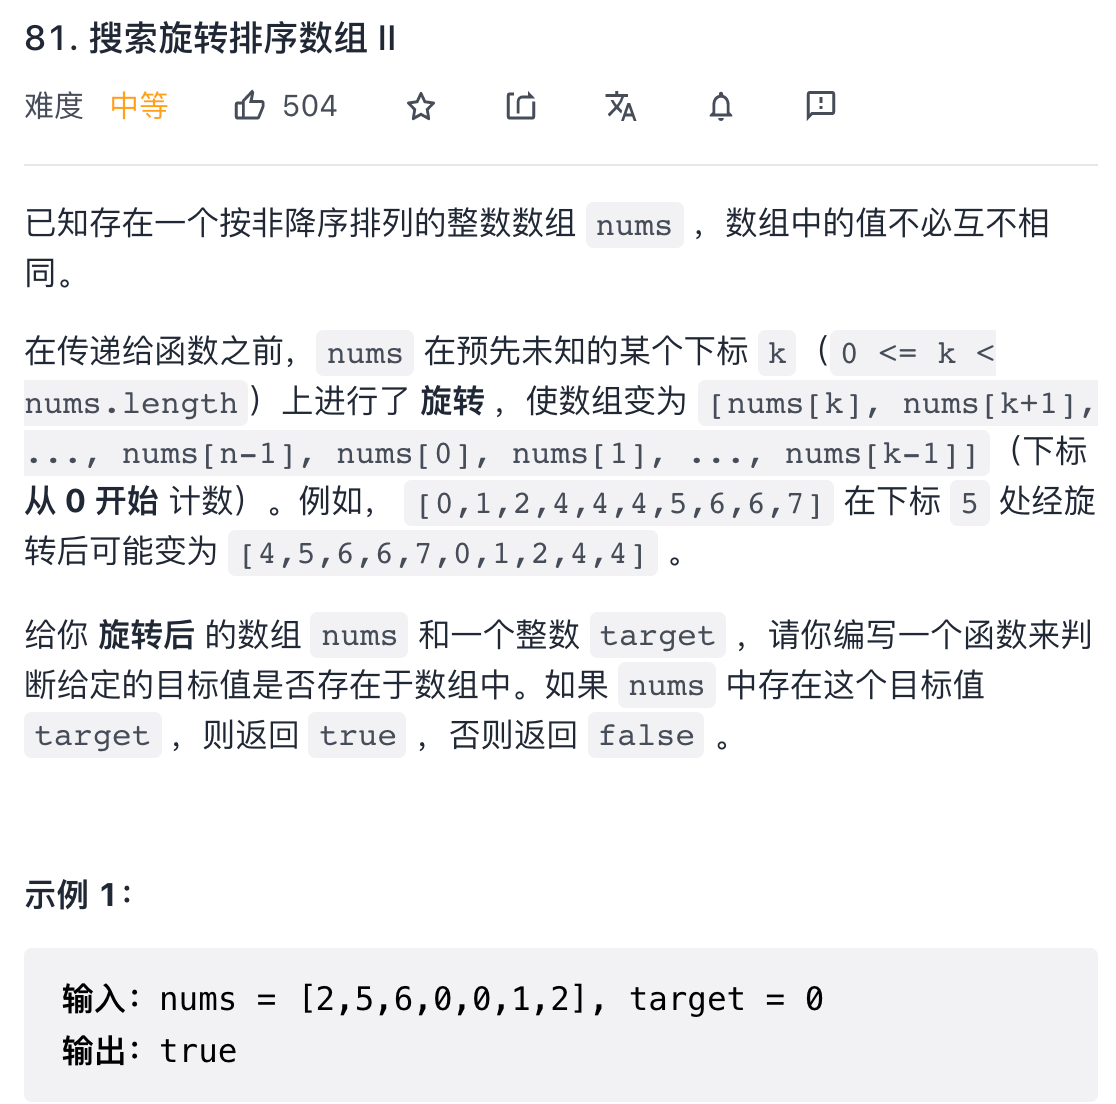 81. 搜索旋转排序数组 II
难度 中等 504
已知存在一个按非降序排列的整数数组 nums ，数组中的值不必互不相
同。
在传递给函数之前，nums 在预先未知的某个下标 k（0 <= k <
nums.length）上进行了 旋转 ，使数组变为 [nums[k], nums[k+1],
..., nums[n-1], nums[0], nums[1], ..., nums[k-1]]（下标
从 0 开始 计数）。例如， [0,1,2,4,4,4,5,6,6,7] 在下标 5 处经旋
转后可能变为 [4,5,6,6,7,0,1,2,4,4] 。
给你 旋转后 的数组 nums 和一个整数 target ，请你编写一个函数来判
断给定的目标值是否存在于数组中。如果 nums 中存在这个目标值
target ，则返回 true ，否则返回 false 。
示例 1：
输入：nums = [2,5,6,0,0,1,2], target = 0
输出：true